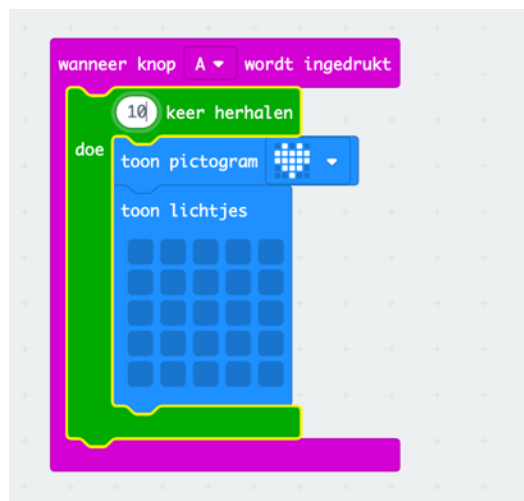 wanneer knop A wordt ingedrukt
10 keer herhalen
doe
toon pictogram
toon lichtjes